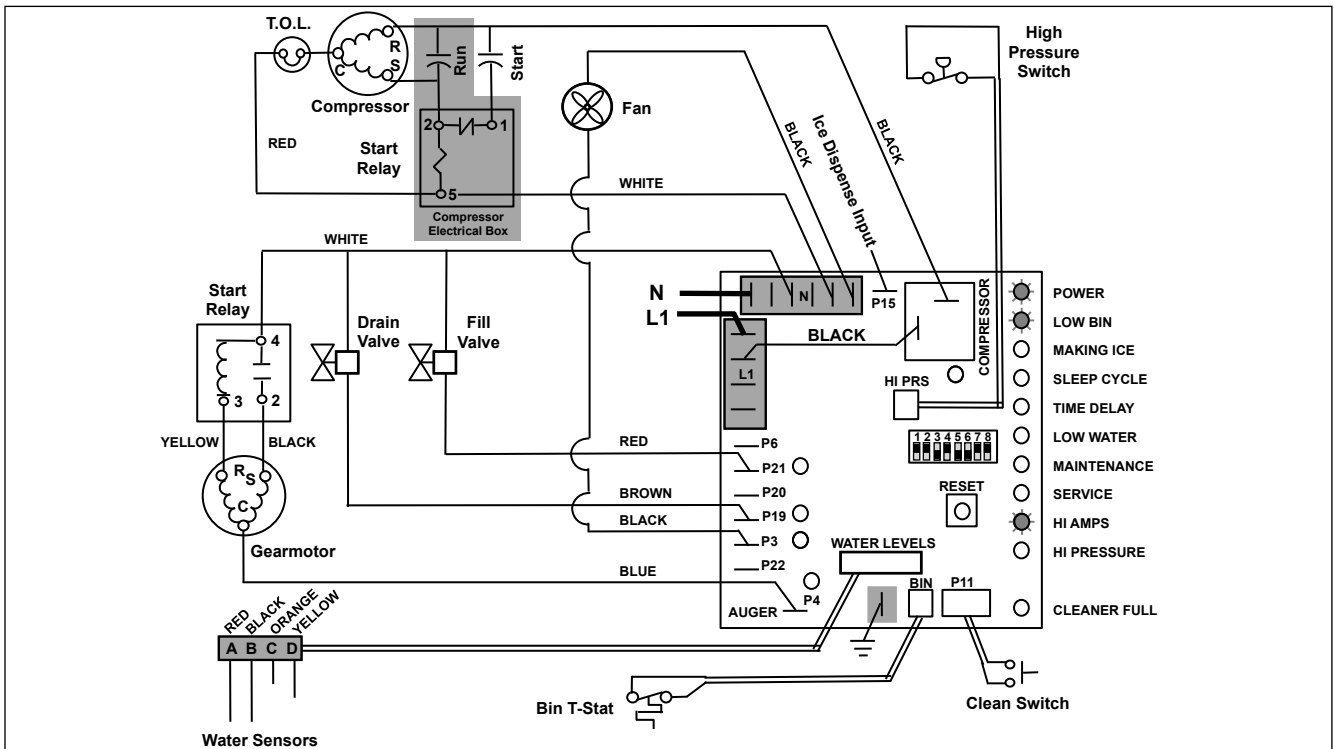 T.O.L.
R
S
C
Compressor
Run
Start
RED
Start
Relay
2
1
5
Compressor
Electrical Box
WHITE
Fan
BLACK
Ice Dispense Input
BLACK
High
Pressure
Switch
WHITE
Start
Relay
4
3
2
YELLOW
BLACK
R
S
C
Gearmotor
Drain
Valve
Fill
Valve
N
L1
N
P15
BLACK
L1
COMPRESSOR
HI PRS
1 2 3 4 5 6 7 8
RESET
RED
P6
P21
P20
BROWN
P19
BLACK
P3
P22
BLUE
P4
AUGER
WATER LEVELS
BIN
P11
POWER
LOW BIN
MAKING ICE
SLEEP CYCLE
TIME DELAY
LOW WATER
MAINTENANCE
SERVICE
HI AMPS
HI PRESSURE
CLEANER FULL
RED
BLACK
ORANGE
YELLOW
A B C D
Water Sensors
Bin T-Stat
Clean Switch